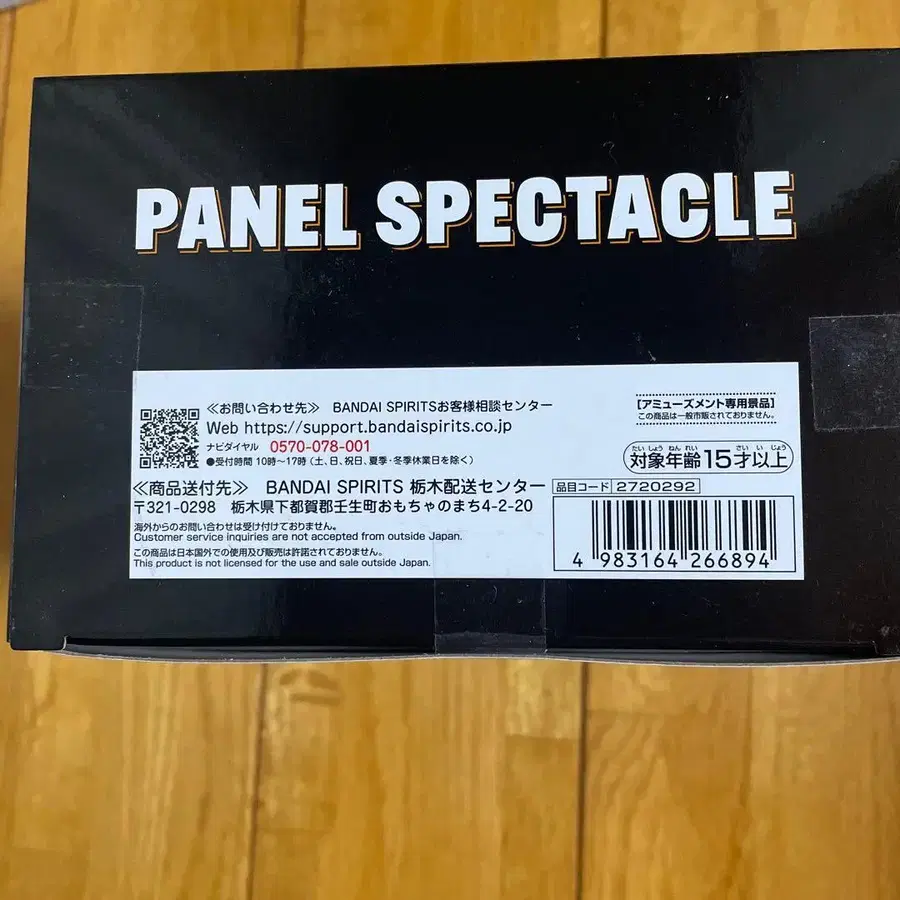 PANEL SPECTACLE
≪お問い合わせ先≫ BANDAI SPIRITSお客様相談センター
Web https://support.bandaispirits.co.jp
ナビダイヤル 0570-078-001
●受付時間 10時〜17時 (土、日、祝日、夏季・冬季休業日を除く)
[アミューズメント専用景品]
この商品は一般市販されておりません。
たい しょう ねん れい さい い じょう
対象年齢15才以上
≪商品送付先≫ BANDAI SPIRITS 栃木配送センター
〒321-0298 栃木県下都賀郡壬生町おもちゃのまち4-2-20
海外からのお問い合わせは受け付けておりません。
Customer service inquiries are not accepted from outside Japan.
この商品は日本国外での使用及び販売は許諾されておりません。
This product is not licensed for the use and sale outside Japan.
品目コード 2720292
4 983164 266894